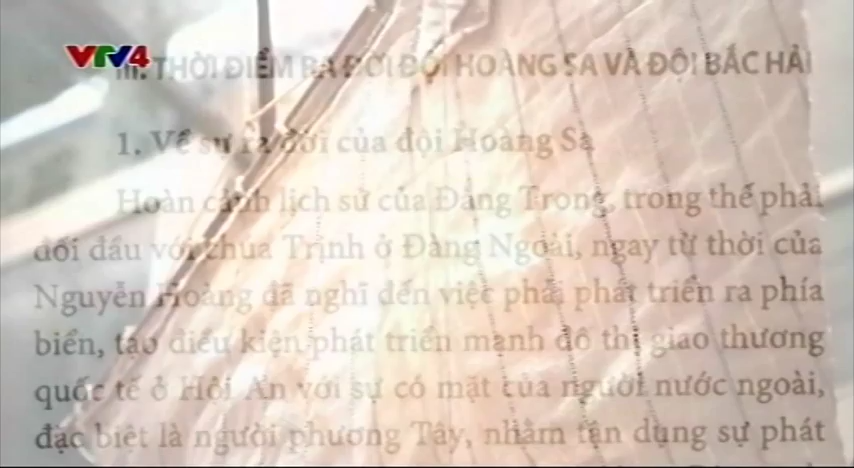 VTV4
III. THỜI ĐIỂM RA ĐỜI ĐỘI HOÀNG SA VÀ ĐỘI BẮC HẢI
1. Về sự ra đời của đội Hoàng Sa
Hoàn cảnh lịch sử của Đàng Trong, trong thế phải
đối đầu với chúa Trịnh ở Đàng Ngoài, ngay từ thời của
Nguyễn Hoàng đã nghĩ đến việc phải phát triển ra phía
biển, tạo điều kiện phát triển mạnh đô thị giao thương
quốc tế ở Hội An với sự có mặt của người nước ngoài,
đặc biệt là người phương Tây, nhằm tận dụng sự phát